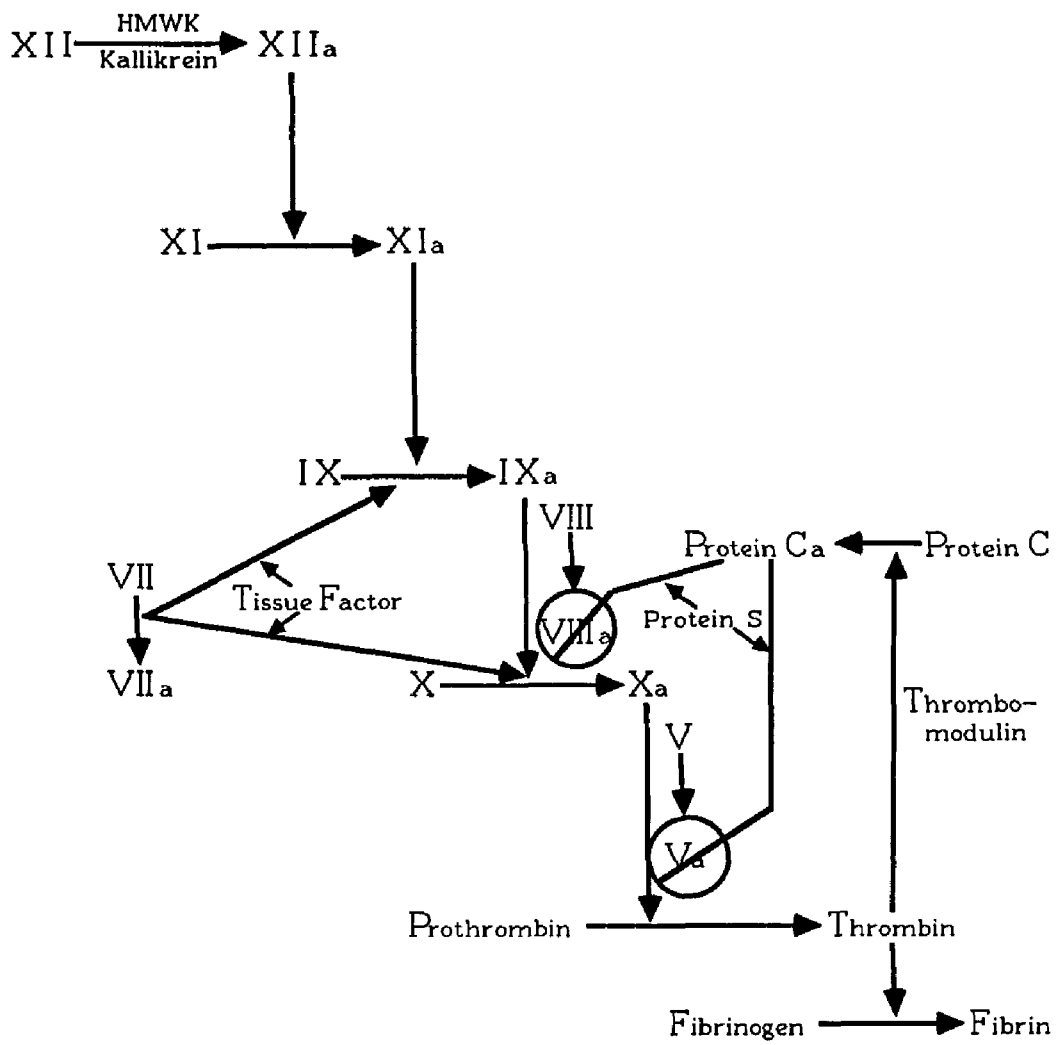 HMWK
XII XIIa
Kallikrein
XI XIa
IX IXa
VIII
Protein Ca Protein C
VII
Tissue Factor
Protein S
VIIIa
VIIa
X Xa
Thrombo-
modulin
V
Va
Prothrombin Thrombin
Fibrinogen Fibrin